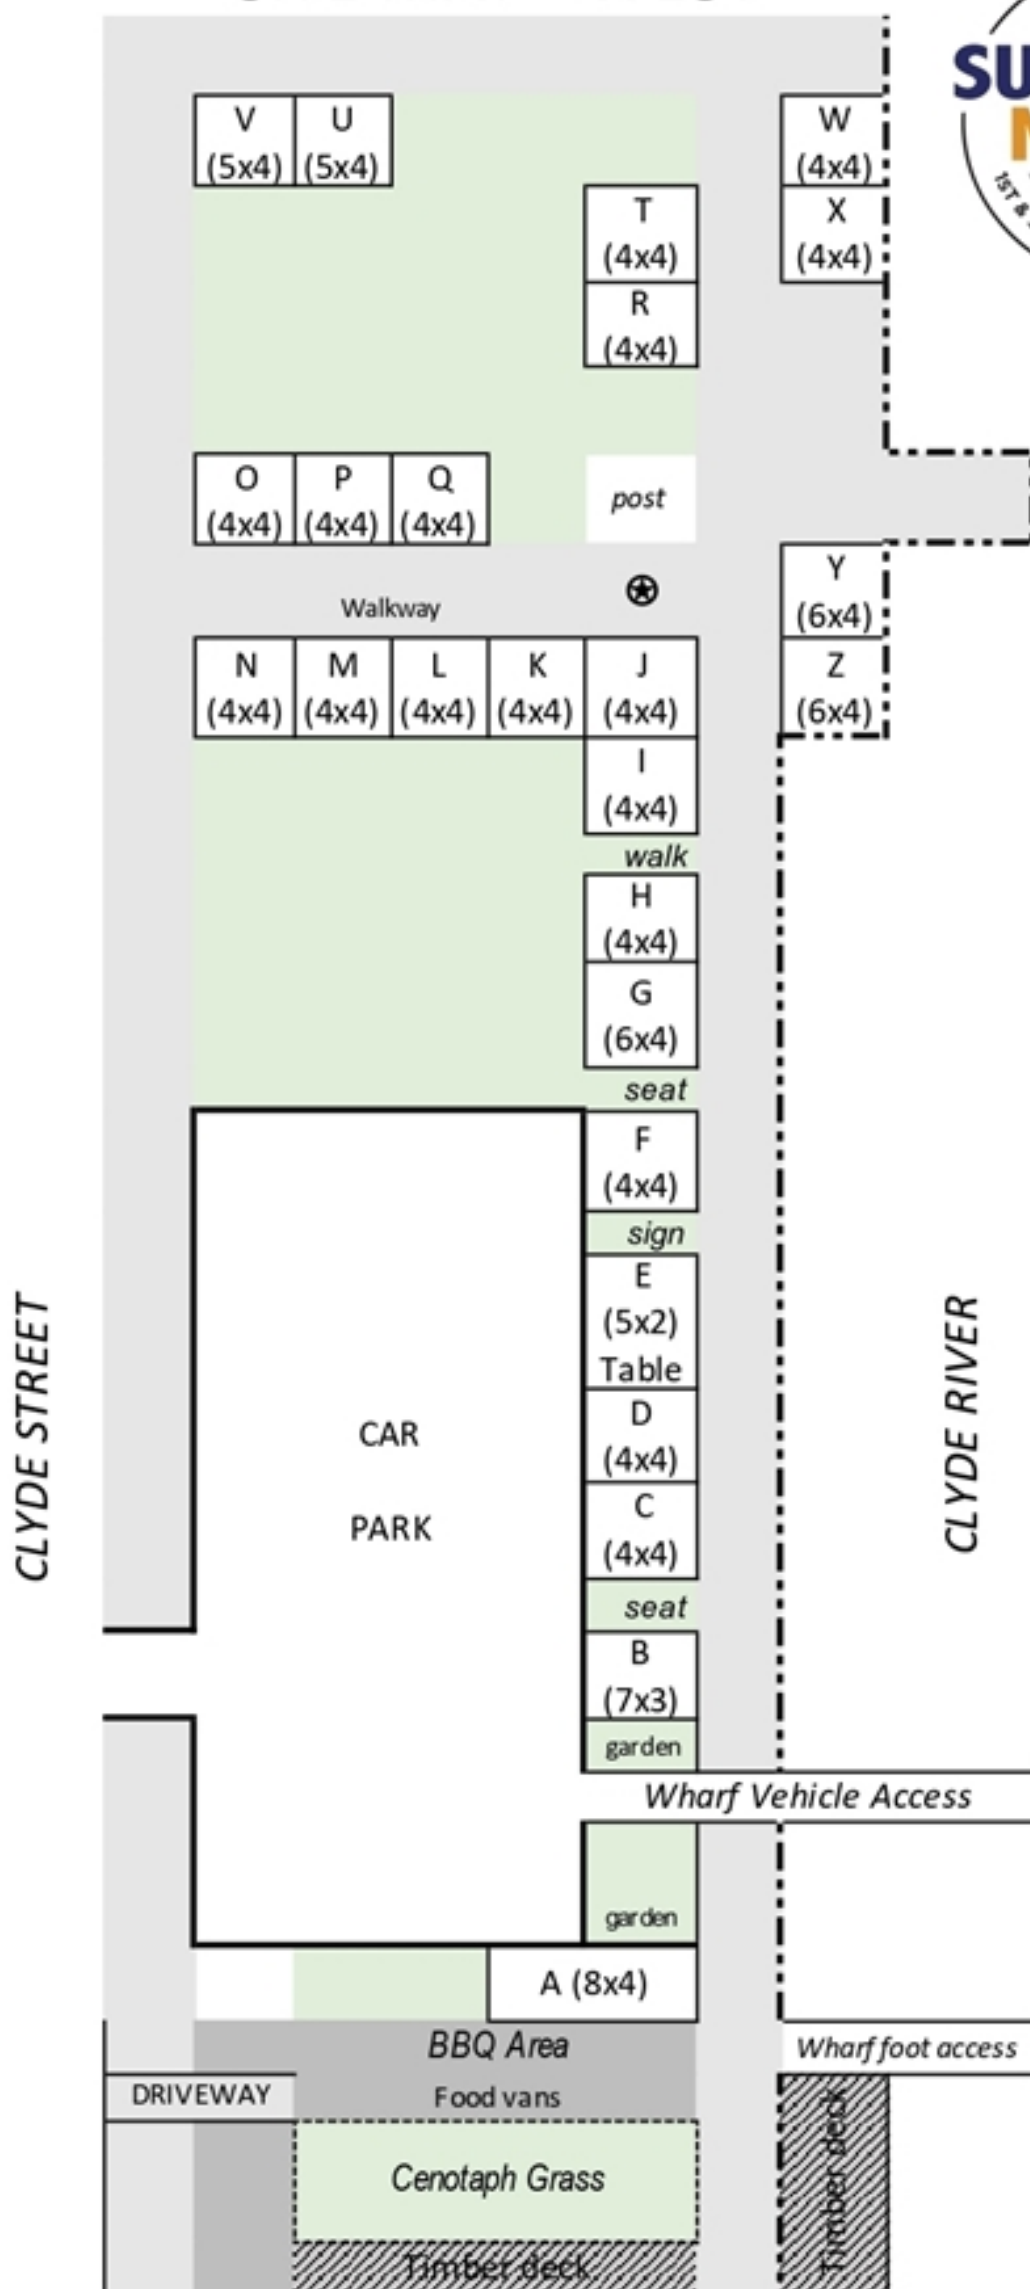 SU
1ST &
V
(5x4)
U
(5x4)
W
(4x4)
T
(4x4)
X
(4x4)
R
(4x4)
O
(4x4)
P
(4x4)
Q
(4x4)
post
Walkway
Y
(6x4)
N
(4x4)
M
(4x4)
L
(4x4)
K
(4x4)
J
(4x4)
Z
(6x4)
I
(4x4)
walk
H
(4x4)
G
(6x4)
seat
F
(4x4)
sign
E
(5x2)
Table
D
(4x4)
C
(4x4)
seat
B
(7x3)
garden
CAR
PARK
CLYDE STREET
CLYDE RIVER
Wharf Vehicle Access
garden
A (8x4)
BBQ Area
Wharf foot access
DRIVEWAY
Food vans
Cenotaph Grass
Timber deck
Timber deck